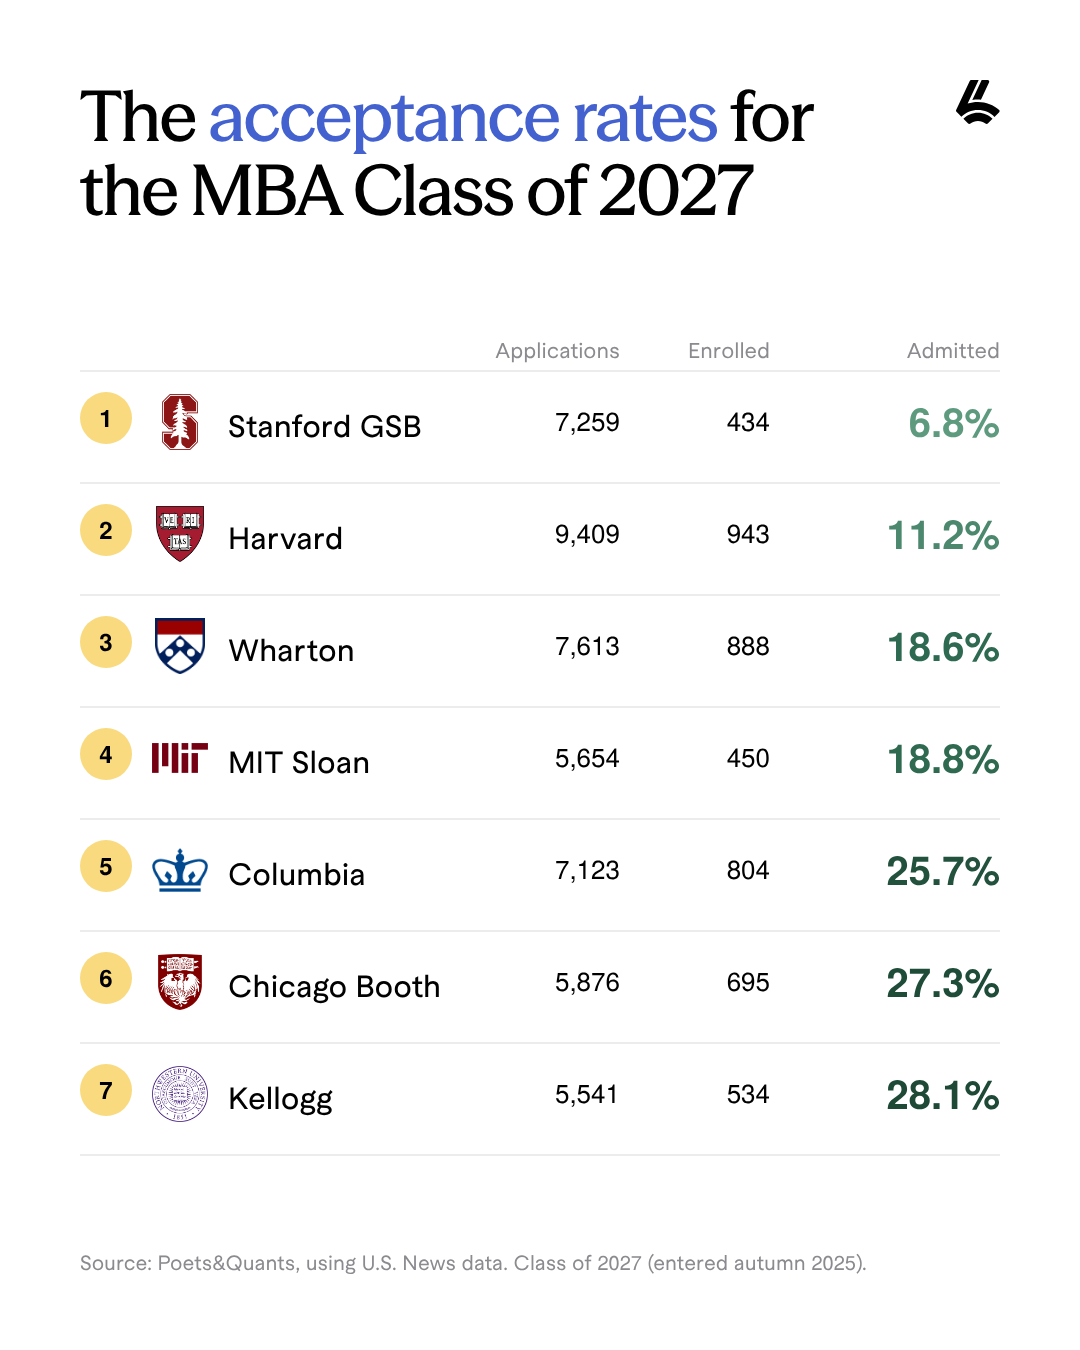 The acceptance rates for
the MBA Class of 2027
Applications Enrolled Admitted
1 Stanford GSB 7,259 434 6.8%
VE RI
TAS
2 Harvard 9,409 943 11.2%
3 Wharton 7,613 888 18.6%
4 MIT MIT Sloan 5,654 450 18.8%
5 Columbia 7,123 804 25.7%
6 Chicago Booth 5,876 695 27.3%
7 Kellogg 5,541 534 28.1%
NORTHWESTERN UNIVERSITY
1851
Source: Poets&Quants, using U.S. News data. Class of 2027 (entered autumn 2025).